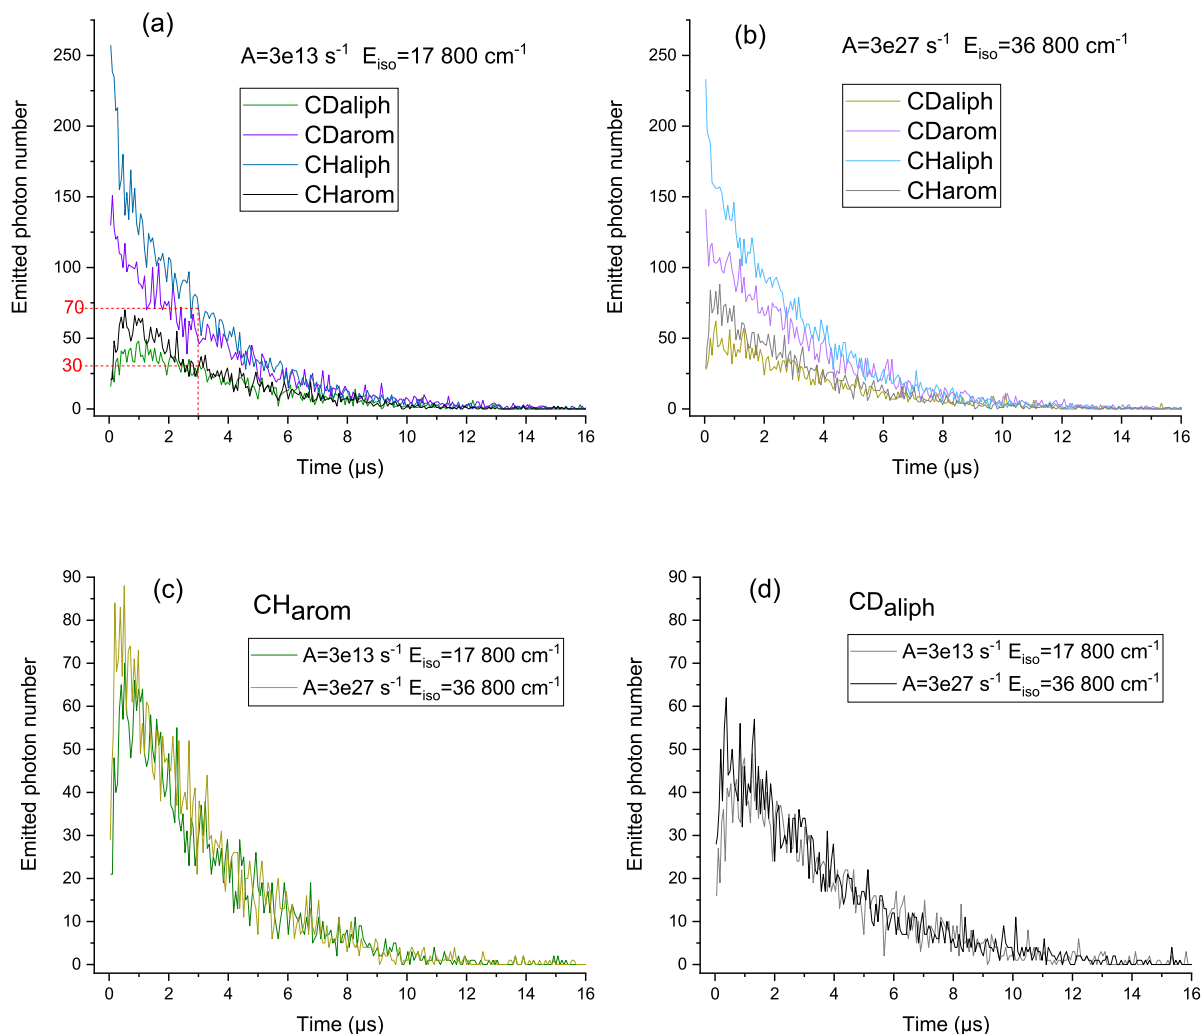 (a)
A=3e13 s⁻¹ E_iso=17 800 cm⁻¹
CDaliph
CDarom
CHaliph
CHarom
Emitted photon number
250
200
150
100
50
0
70
30
0 2 4 6 8 10 12 14 16
Time (µs)
(b)
A=3e27 s⁻¹ E_iso=36 800 cm⁻¹
CDaliph
CDarom
CHaliph
CHarom
Emitted photon number
250
200
150
100
50
0
0 2 4 6 8 10 12 14 16
Time (µs)
(c)
CHarom
A=3e13 s⁻¹ E_iso=17 800 cm⁻¹
A=3e27 s⁻¹ E_iso=36 800 cm⁻¹
Emitted photon number
90
80
70
60
50
40
30
20
10
0
0 2 4 6 8 10 12 14 16
Time (µs)
(d)
CDaliph
A=3e13 s⁻¹ E_iso=17 800 cm⁻¹
A=3e27 s⁻¹ E_iso=36 800 cm⁻¹
Emitted photon number
90
80
70
60
50
40
30
20
10
0
0 2 4 6 8 10 12 14 16
Time (µs)